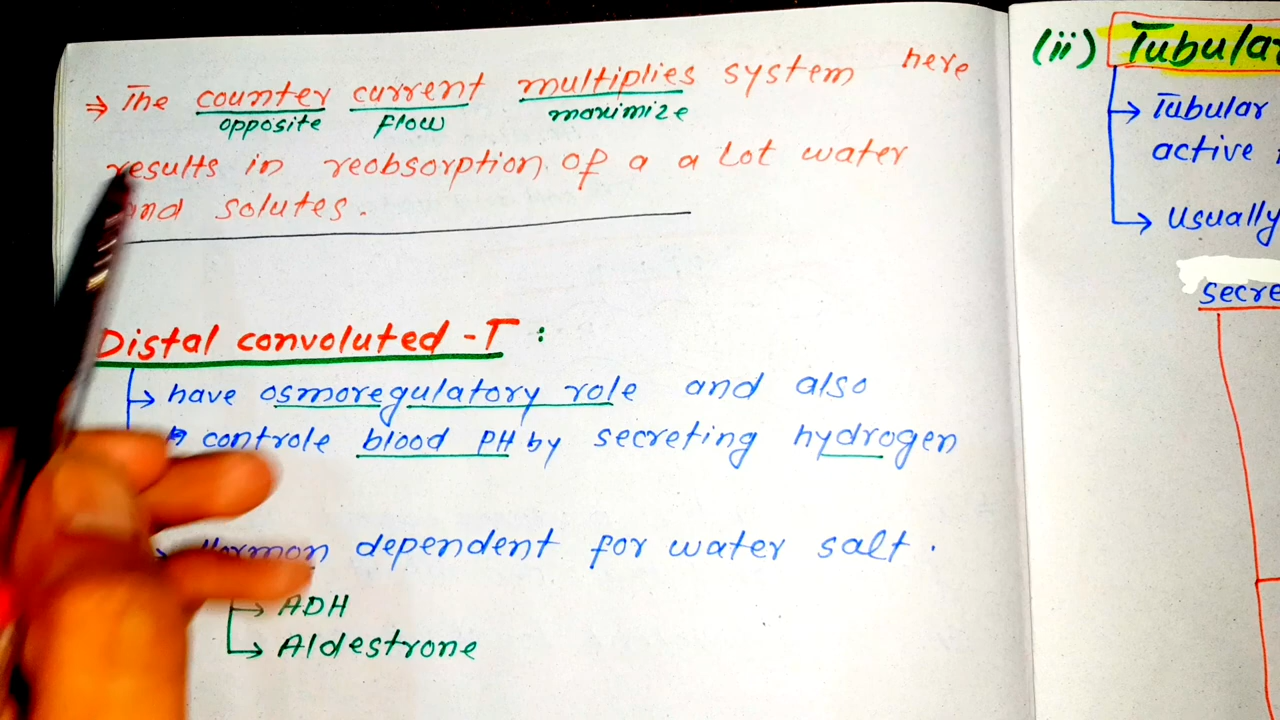 ⇒ The counter current multiplies system here
opposite flow maximize
results in reobsorption of a a Lot water
and solutes.
Distal convoluted -T :
↳ have osmoregulatory role and also
controle blood PH by secreting hydrogen
Hormon dependent for water salt.
→ ADH
↳ Aldestrone
(ii) Tubular
→ Tubular
active
↳ Usually
secre